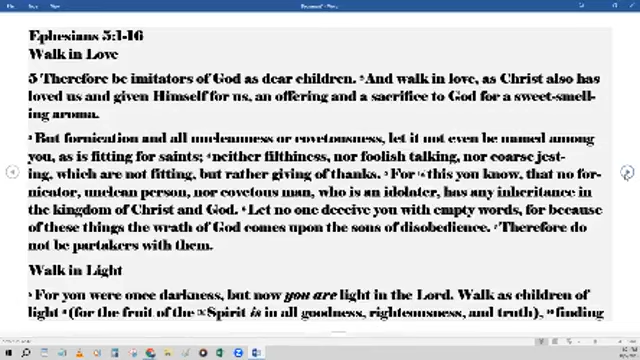 Ephesians 5:1-16
Walk in Love
5 Therefore be imitators of God as dear children. 2 And walk in love, as Christ also has
loved us and given Himself for us, an offering and a sacrifice to God for a sweet-smell-
ing aroma.
3 But fornication and all uncleanness or covetousness, let it not even be named among
you, as is fitting for saints; 4 neither filthiness, nor foolish talking, nor coarse jest-
ing, which are not fitting, but rather giving of thanks. 5 For this you know, that no for-
nicator, unclean person, nor covetous man, who is an idolater, has any inheritance in
the kingdom of Christ and God. 6 Let no one deceive you with empty words, for because
of these things the wrath of God comes upon the sons of disobedience. 7 Therefore do
not be partakers with them.
Walk in Light
8 For you were once darkness, but now you are light in the Lord. Walk as children of
light 9 (for the fruit of the Spirit is in all goodness, righteousness, and truth), 10 finding